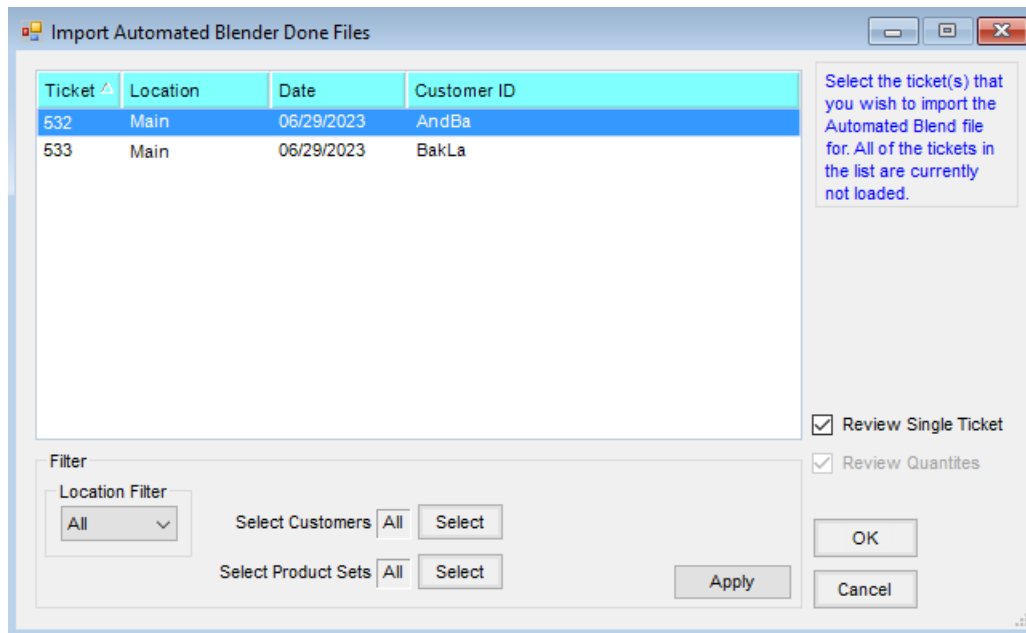 Import Automated Blender Done Files
Ticket Location Date Customer ID
532 Main 06/29/2023 AndBa
533 Main 06/29/2023 BakLa
Select the ticket(s) that
you wish to import the
Automated Blend file
for. All of the tickets in
the list are currently
not loaded.
Review Single Ticket
Review Quantites
Filter
Location Filter
All
Select Customers All Select
Select Product Sets All Select
Apply
OK
Cancel